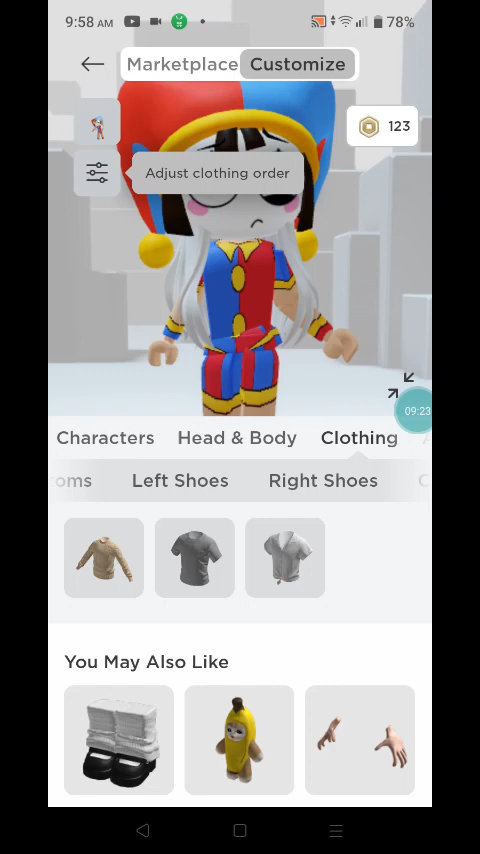 9:58 AM
78%
Marketplace
Customize
123
Adjust clothing order
09:23
Characters
Head & Body
Clothing
oms
Left Shoes
Right Shoes
You May Also Like